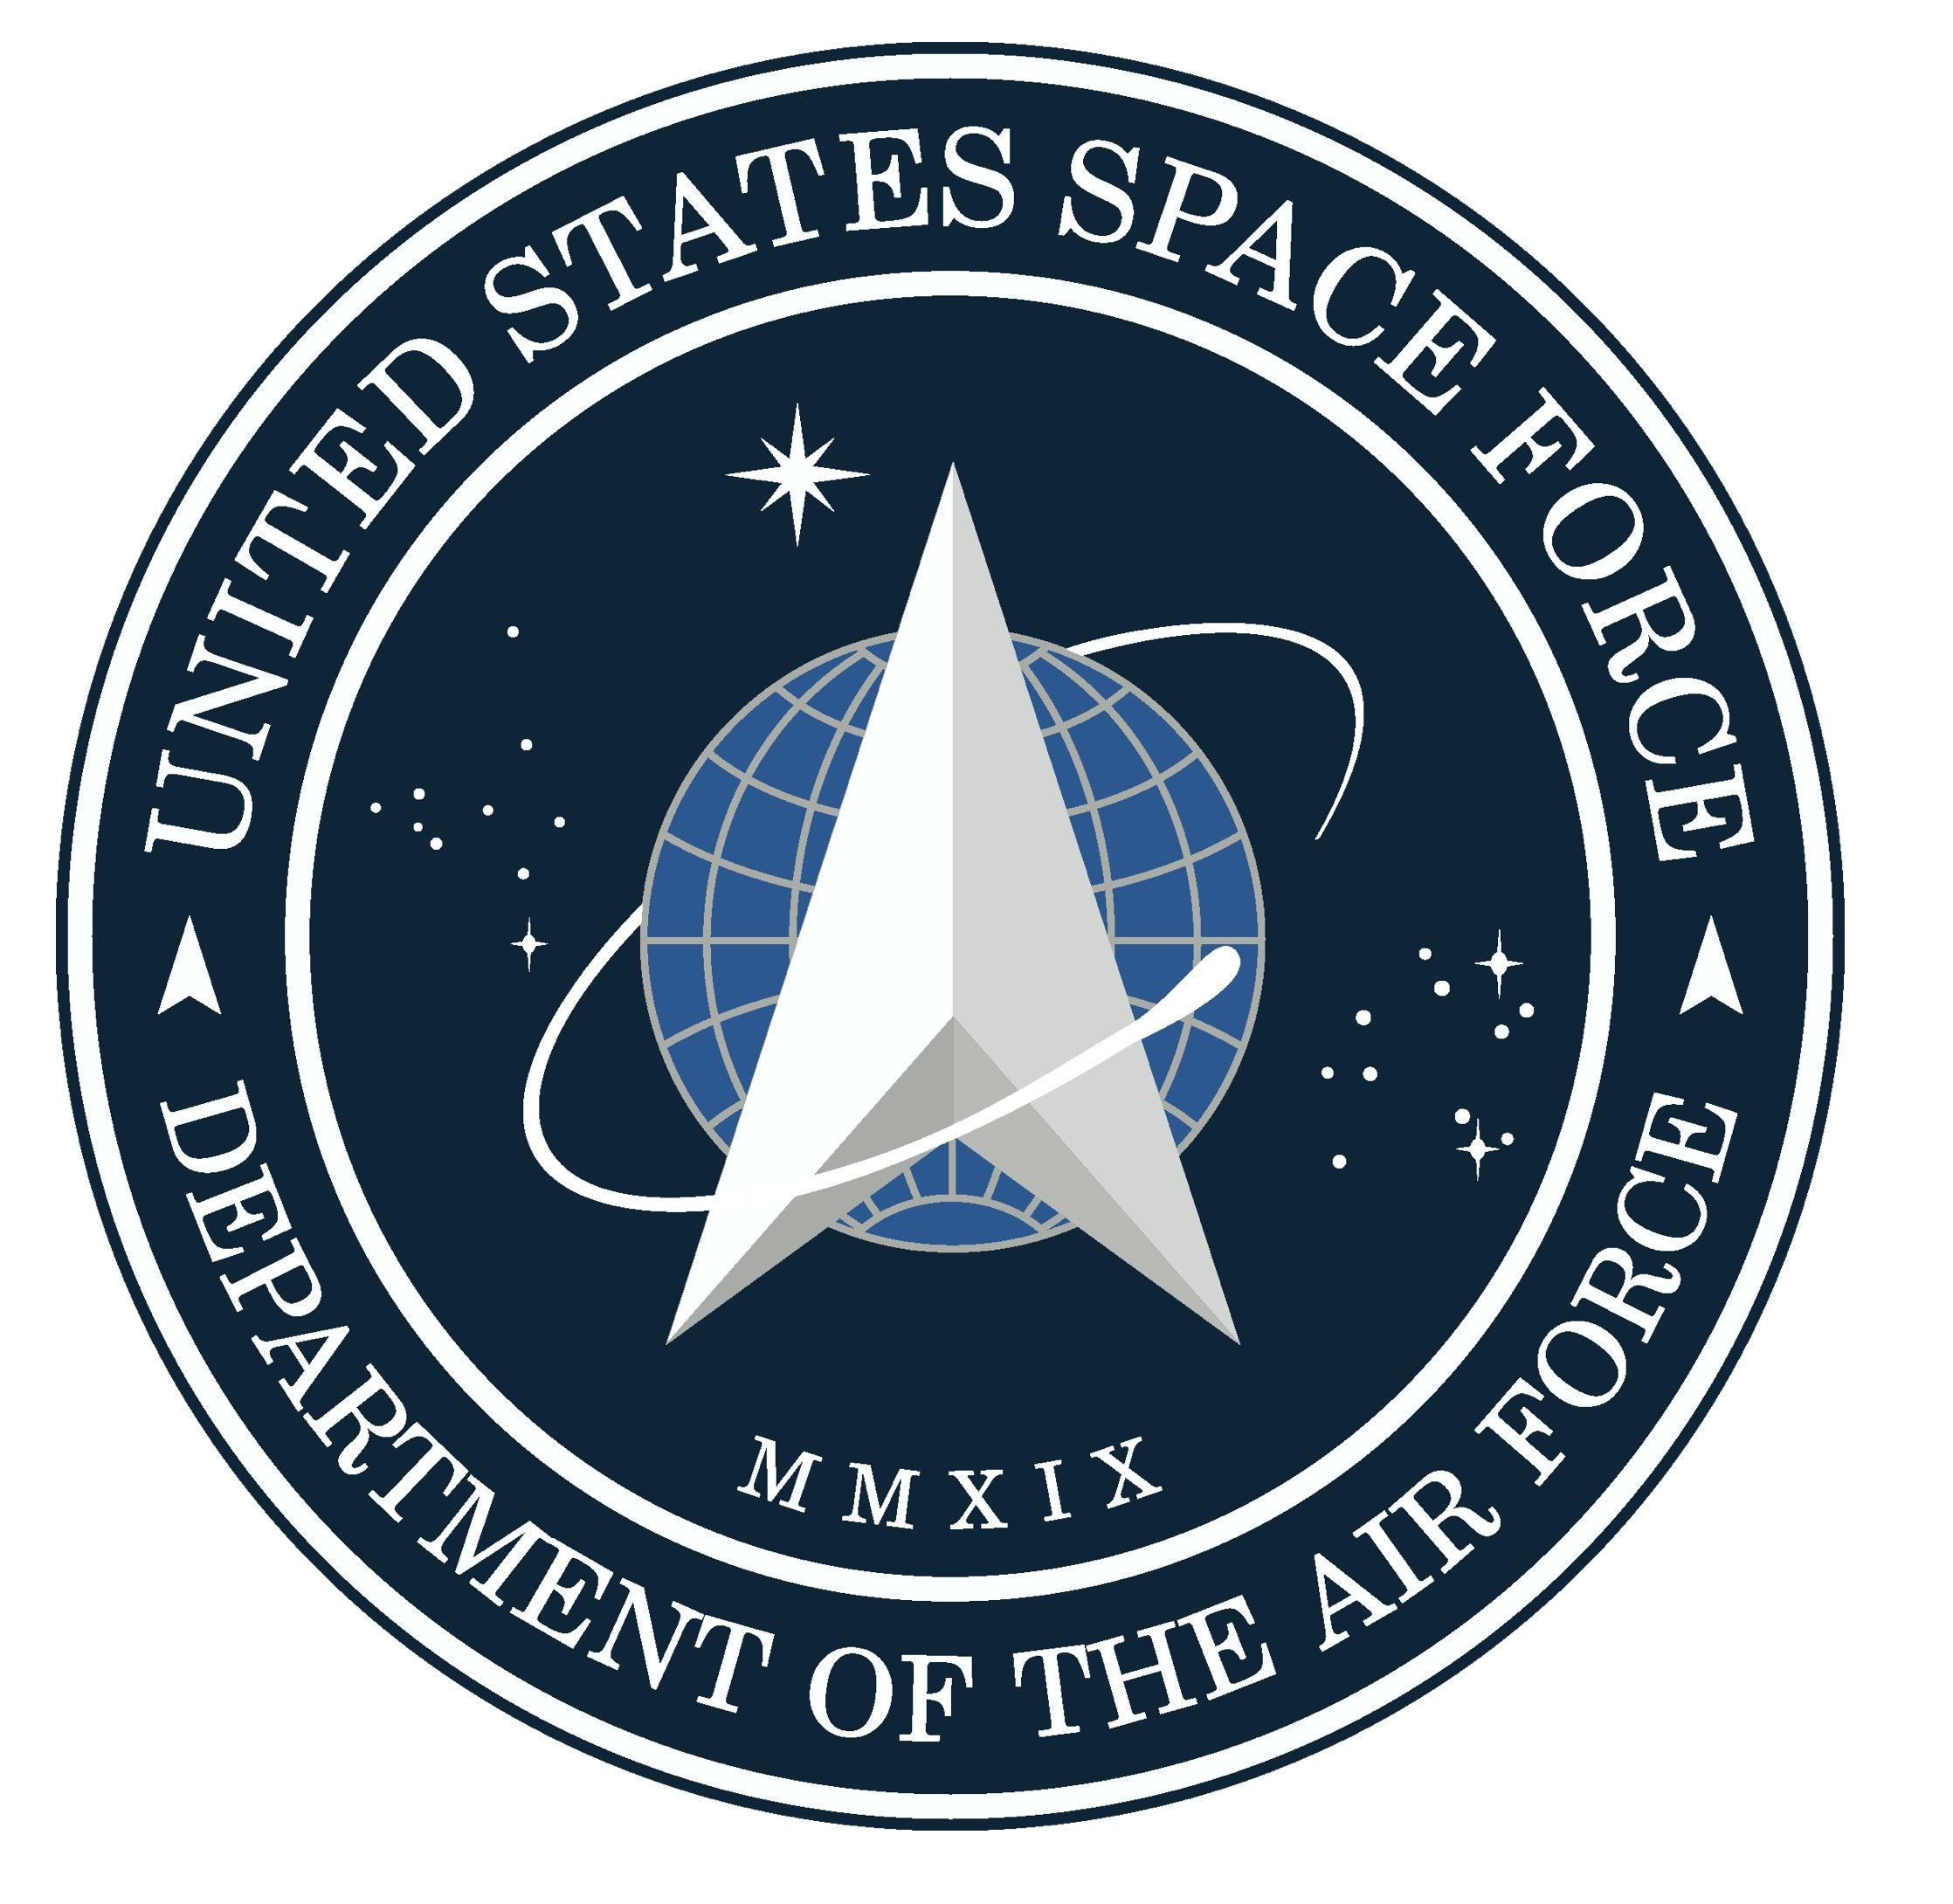 UNITED STATES SPACE FORCE
MMXIX
DEPARTMENT OF THE AIR FORCE